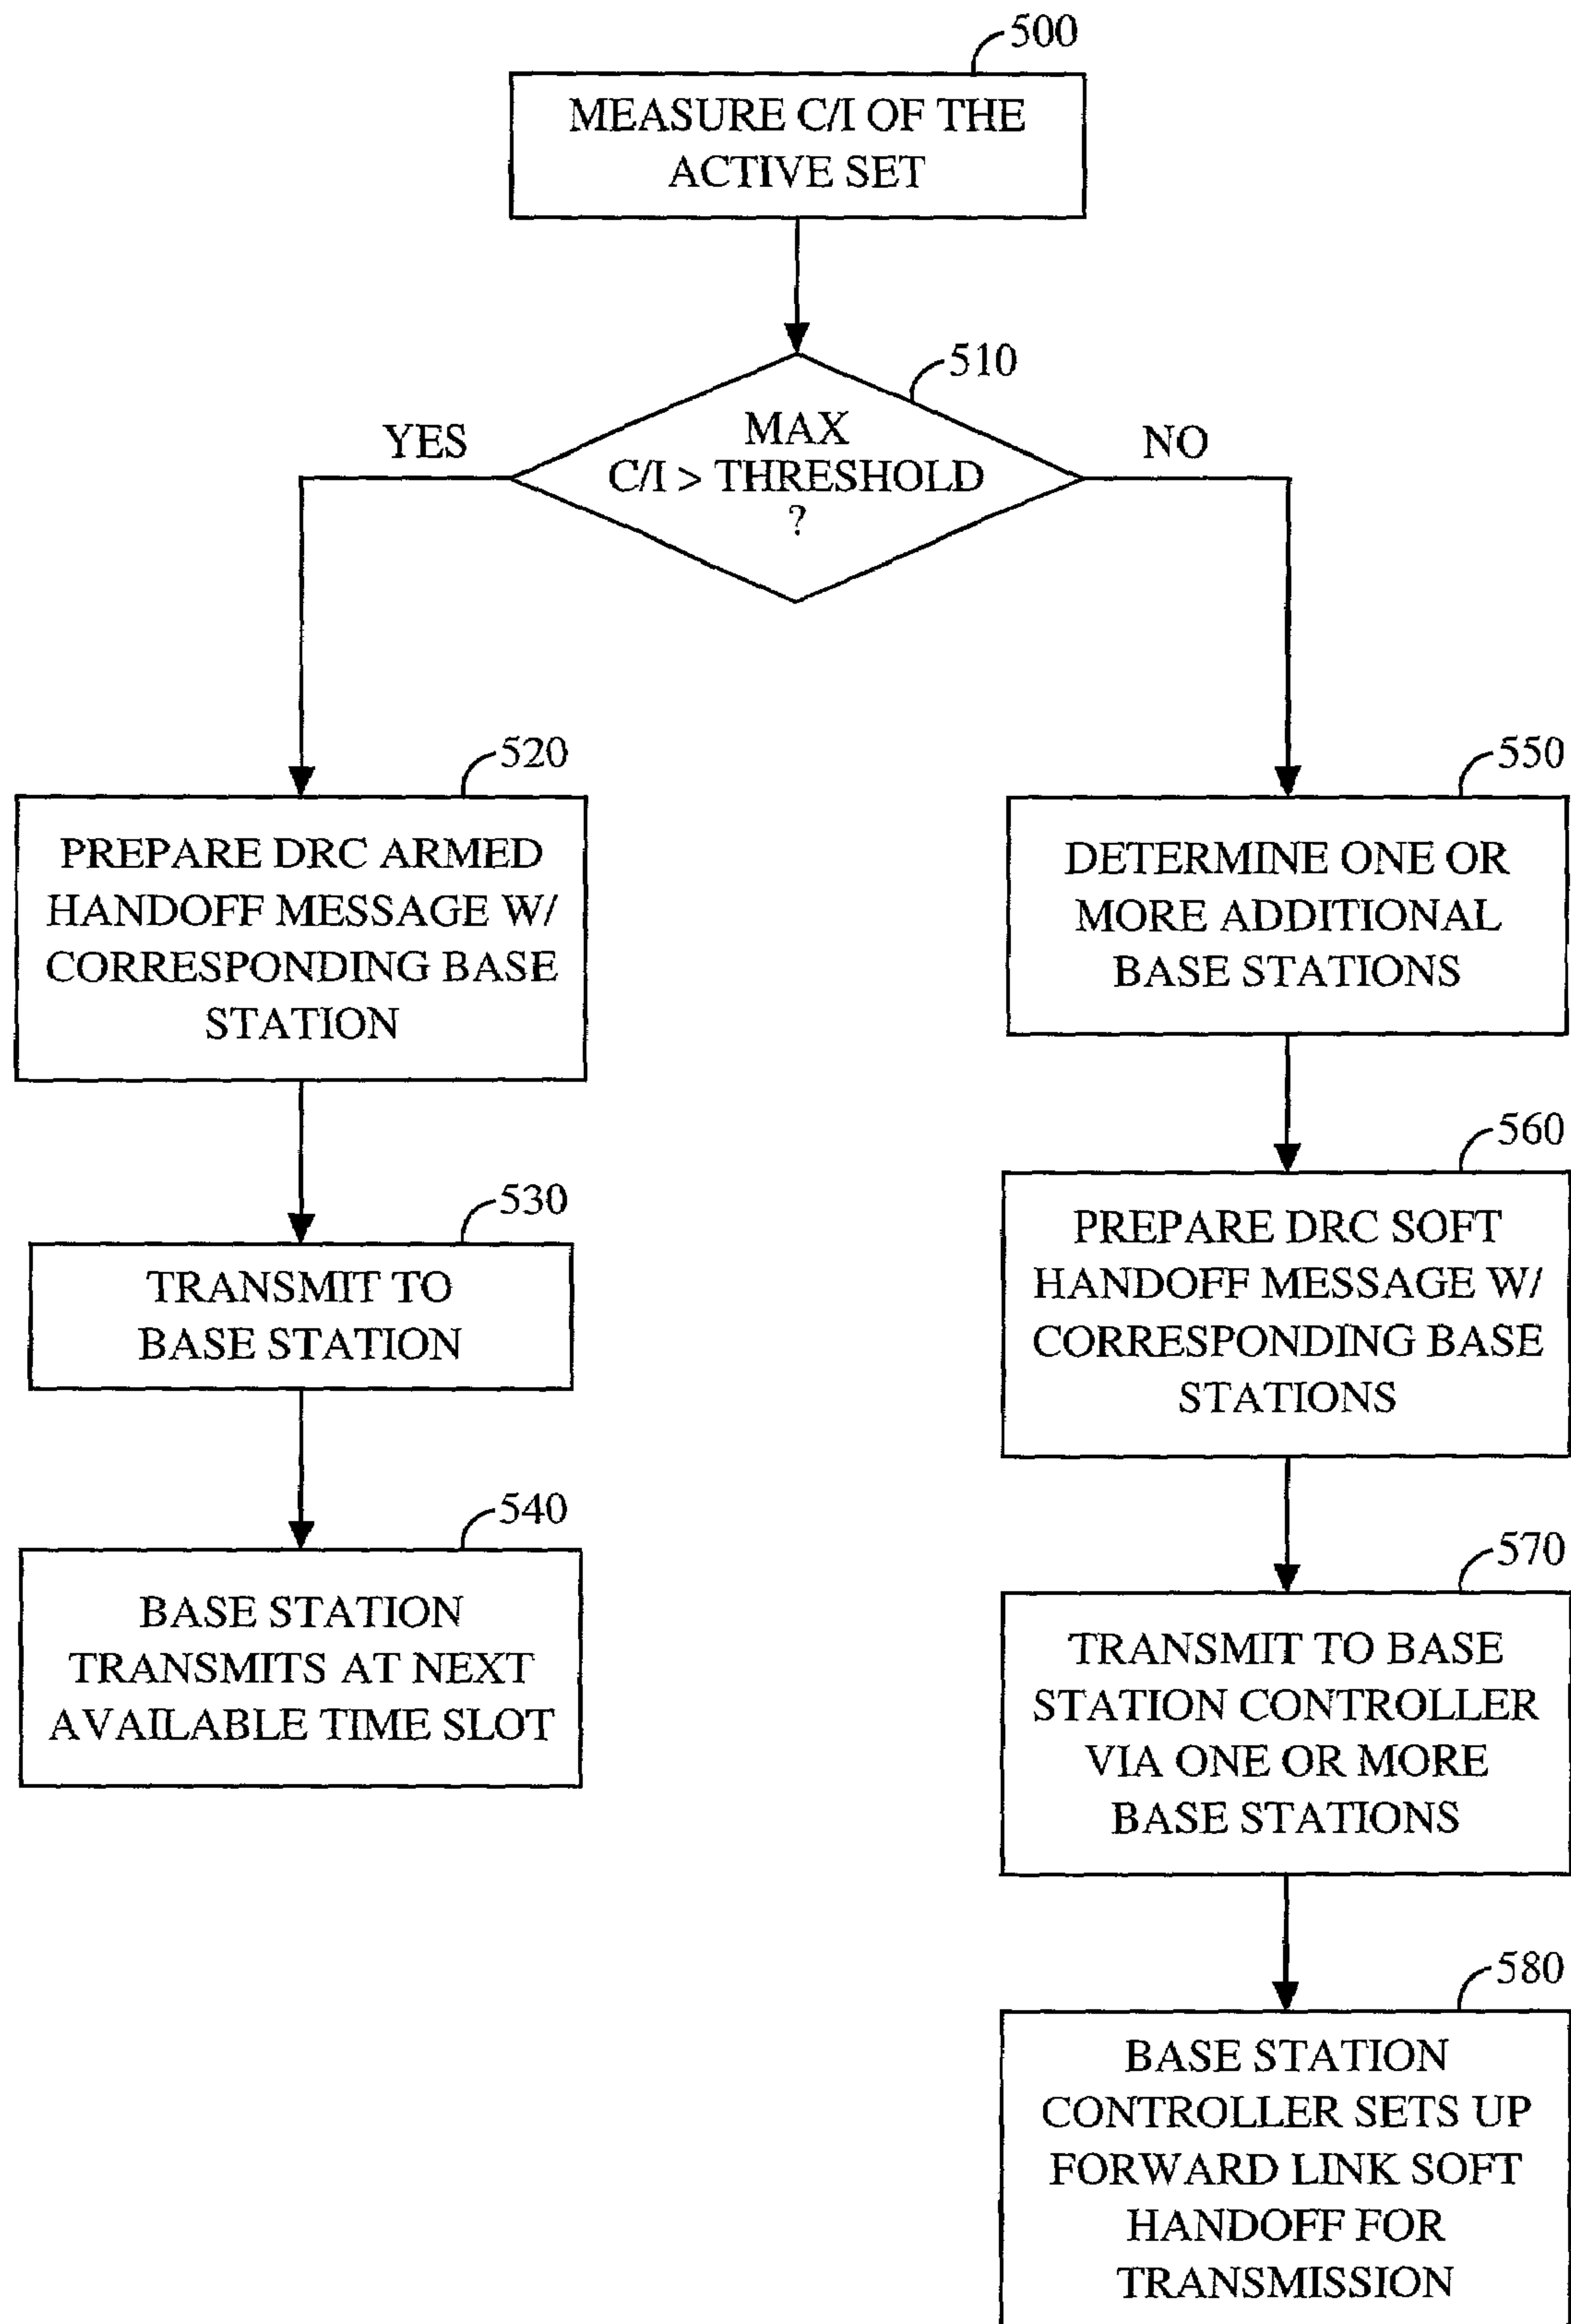 500
MEASURE C/I OF THE
ACTIVE SET
510
MAX
C/I > THRESHOLD
?
YES
NO
520
PREPARE DRC ARMED
HANDOFF MESSAGE W/
CORRESPONDING BASE
STATION
530
TRANSMIT TO
BASE STATION
540
BASE STATION
TRANSMITS AT NEXT
AVAILABLE TIME SLOT
550
DETERMINE ONE OR
MORE ADDITIONAL
BASE STATIONS
560
PREPARE DRC SOFT
HANDOFF MESSAGE W/
CORRESPONDING BASE
STATIONS
570
TRANSMIT TO BASE
STATION CONTROLLER
VIA ONE OR MORE
BASE STATIONS
580
BASE STATION
CONTROLLER SETS UP
FORWARD LINK SOFT
HANDOFF FOR
TRANSMISSION